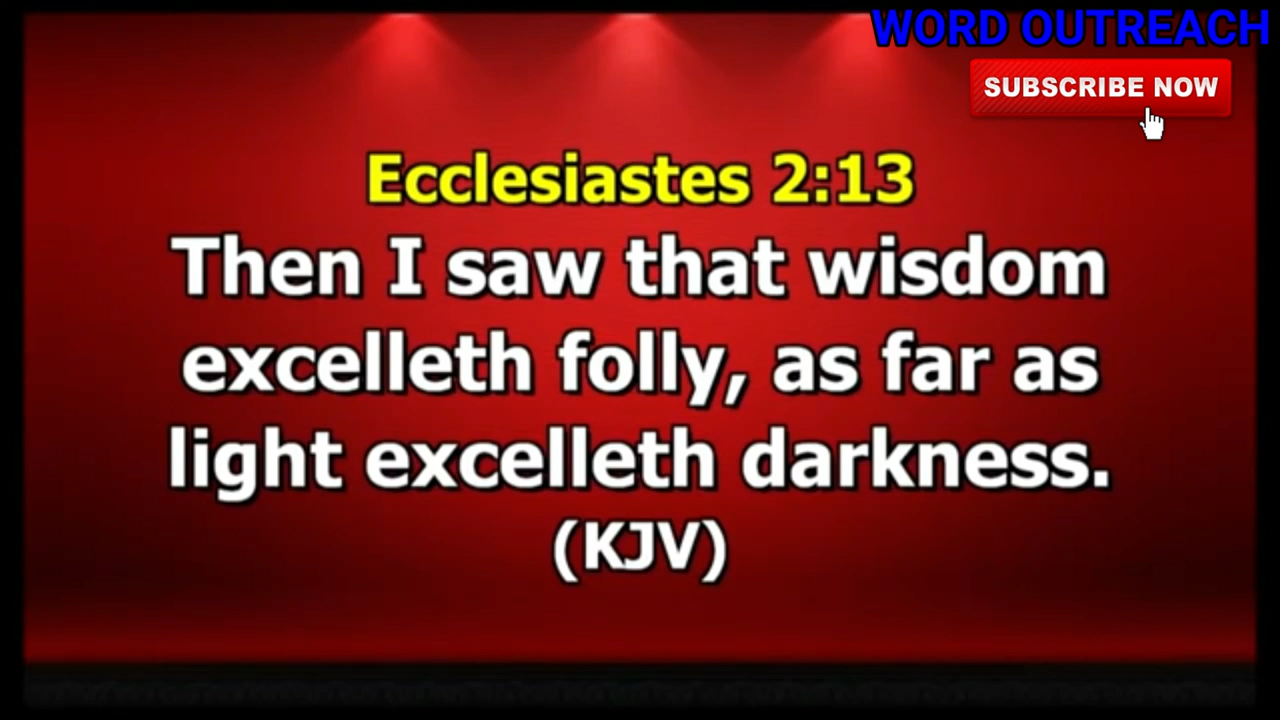 WORD OUTREACH
SUBSCRIBE NOW
Ecclesiastes 2:13
Then I saw that wisdom
excelleth folly, as far as
light excelleth darkness.
(KJV)